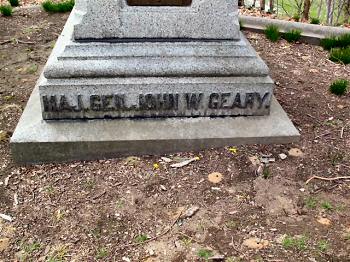 MAJ. GEN. JOHN W. GEARY.